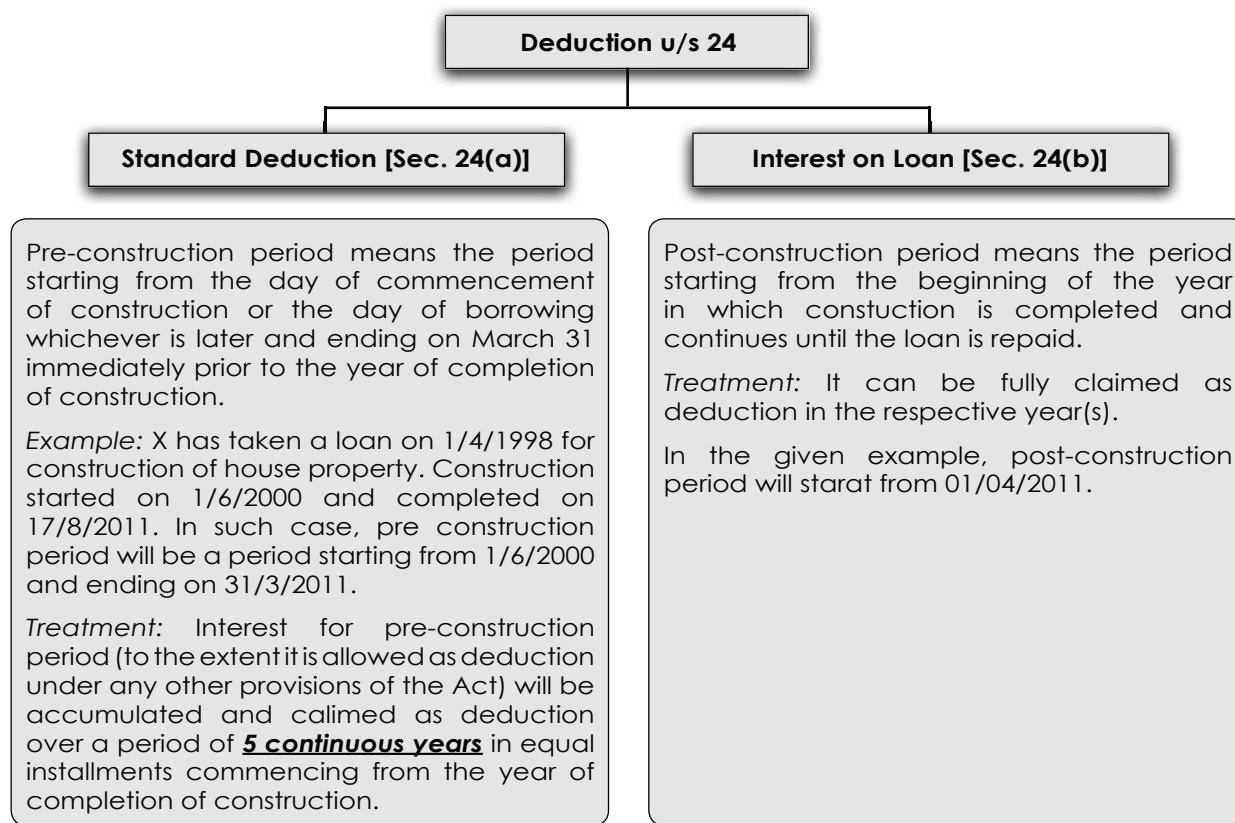 Deduction u/s 24
Standard Deduction [Sec. 24(a)]
Interest on Loan [Sec. 24(b)]
Pre-construction period means the period
starting from the day of commencement
of construction or the day of borrowing
whichever is later and ending on March 31
immediately prior to the year of completion
of construction.
Example: X has taken a loan on 1/4/1998 for
construction of house property. Construction
started on 1/6/2000 and completed on
17/8/2011. In such case, pre construction
period will be a period starting from 1/6/2000
and ending on 31/3/2011.
Treatment: Interest for pre-construction
period (to the extent it is allowed as deduction
under any other provisions of the Act) will be
accumulated and calimed as deduction
over a period of 5 continuous years in equal
installments commencing from the year of
completion of construction.
Post-construction period means the period
starting from the beginning of the year
in which constuction is completed and
continues until the loan is repaid.
Treatment: It can be fully claimed as
deduction in the respective year(s).
In the given example, post-construction
period will starat from 01/04/2011.